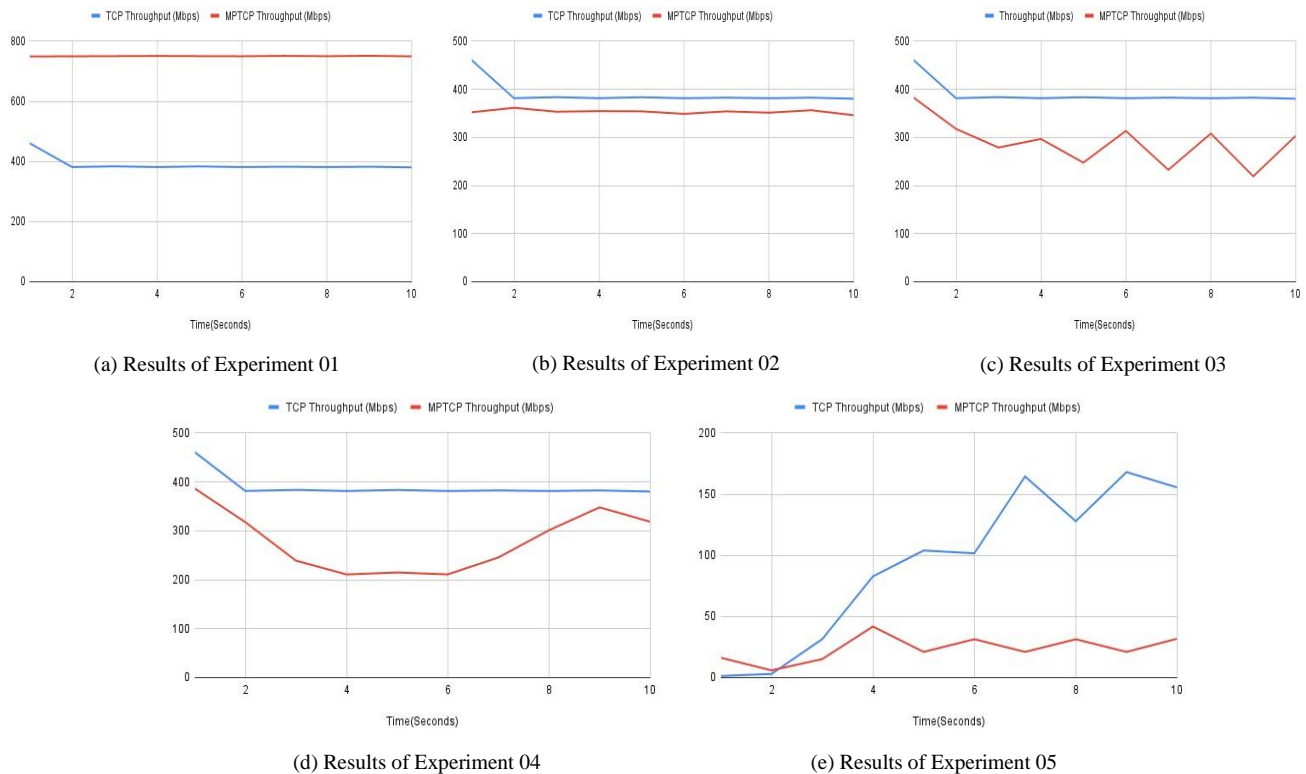 TCP Throughput (Mbps) MPTCP Throughput (Mbps)
800
600
400
200
0
2 4 6 8 10
Time(Seconds)
(a) Results of Experiment 01
TCP Throughput (Mbps) MPTCP Throughput (Mbps)
500
400
300
200
100
0
2 4 6 8 10
Time(Seconds)
(b) Results of Experiment 02
Throughput (Mbps) MPTCP Throughput (Mbps)
500
400
300
200
100
0
2 4 6 8 10
Time(Seconds)
(c) Results of Experiment 03
TCP Throughput (Mbps) MPTCP Throughput (Mbps)
500
400
300
200
100
0
2 4 6 8 10
Time(Seconds)
(d) Results of Experiment 04
TCP Throughput (Mbps) MPTCP Throughput (Mbps)
200
150
100
50
0
2 4 6 8 10
Time(Seconds)
(e) Results of Experiment 05